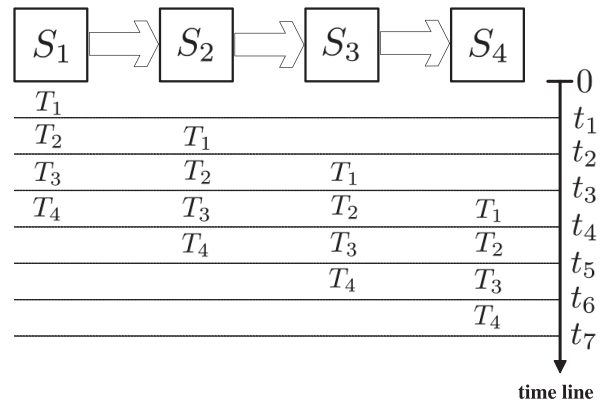 S₁ S₂ S₃ S₄
0
T₁
t₁
T₂ T₁
t₂
T₃ T₂ T₁
t₃
T₄ T₃ T₂ T₁
t₄
T₄ T₃ T₂
t₅
T₄ T₃
t₆
T₄
t₇
time line